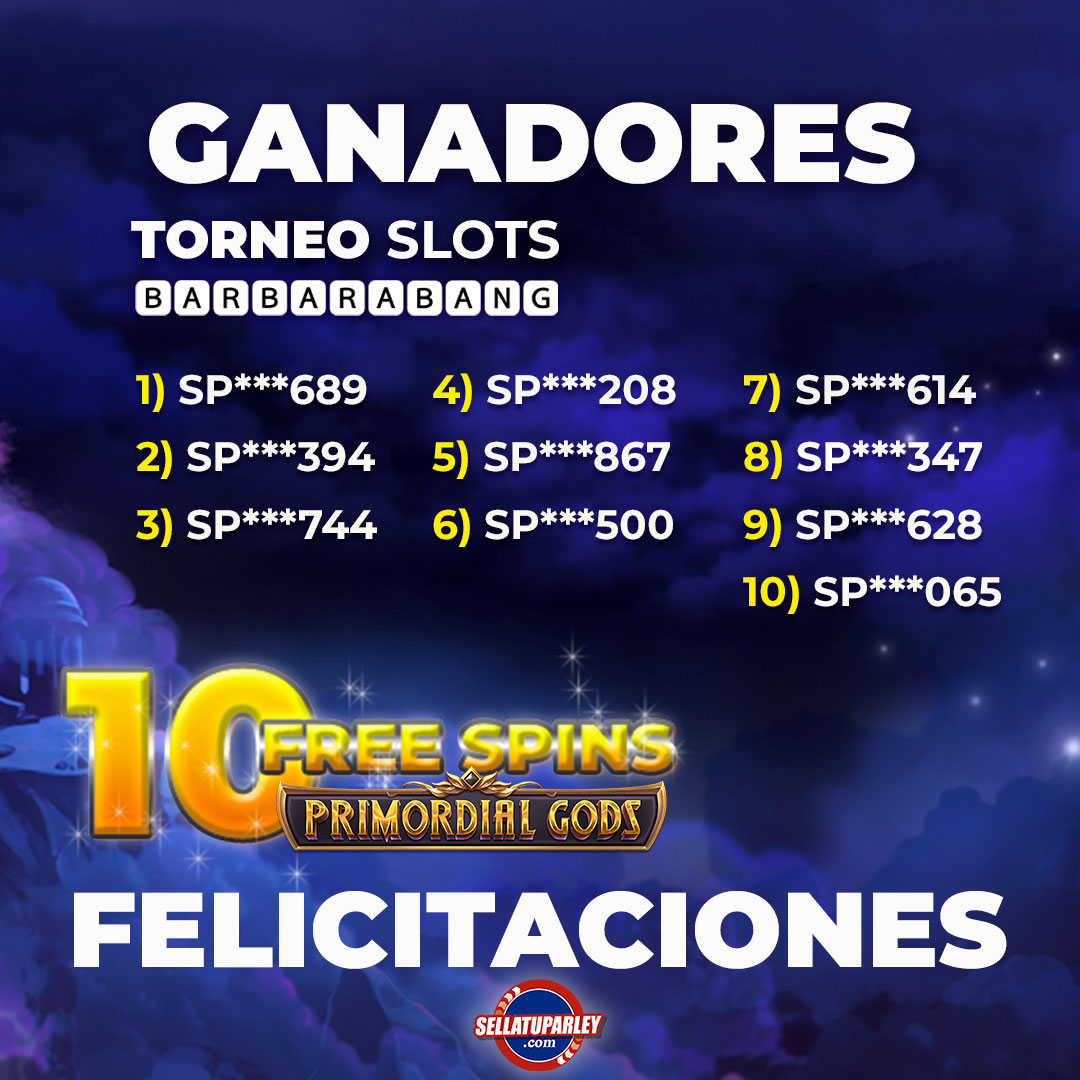 GANADORES
TORNEO SLOTS
BARBARABANG
1) SP***689
2) SP***394
3) SP***744
4) SP***208
5) SP***867
6) SP***500
7) SP***614
8) SP***347
9) SP***628
10) SP***065
10 FREE SPINS
PRIMORDIAL GODS
FELICITACIONES
SELLATUPARLEY
.com